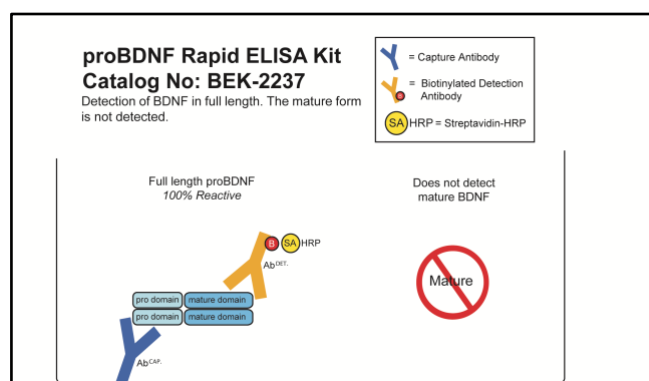 proBDNF Rapid ELISA Kit
Catalog No: BEK-2237
Detection of BDNF in full length. The mature form
is not detected.
= Capture Antibody
= Biotinylated Detection
Antibody
B
SA HRP = Streptavidin-HRP
Full length proBDNF
100% Reactive
Does not detect
mature BDNF
B SA HRP
Ab DET.
Mature
pro domain mature domain
pro domain mature domain
Ab CAP.